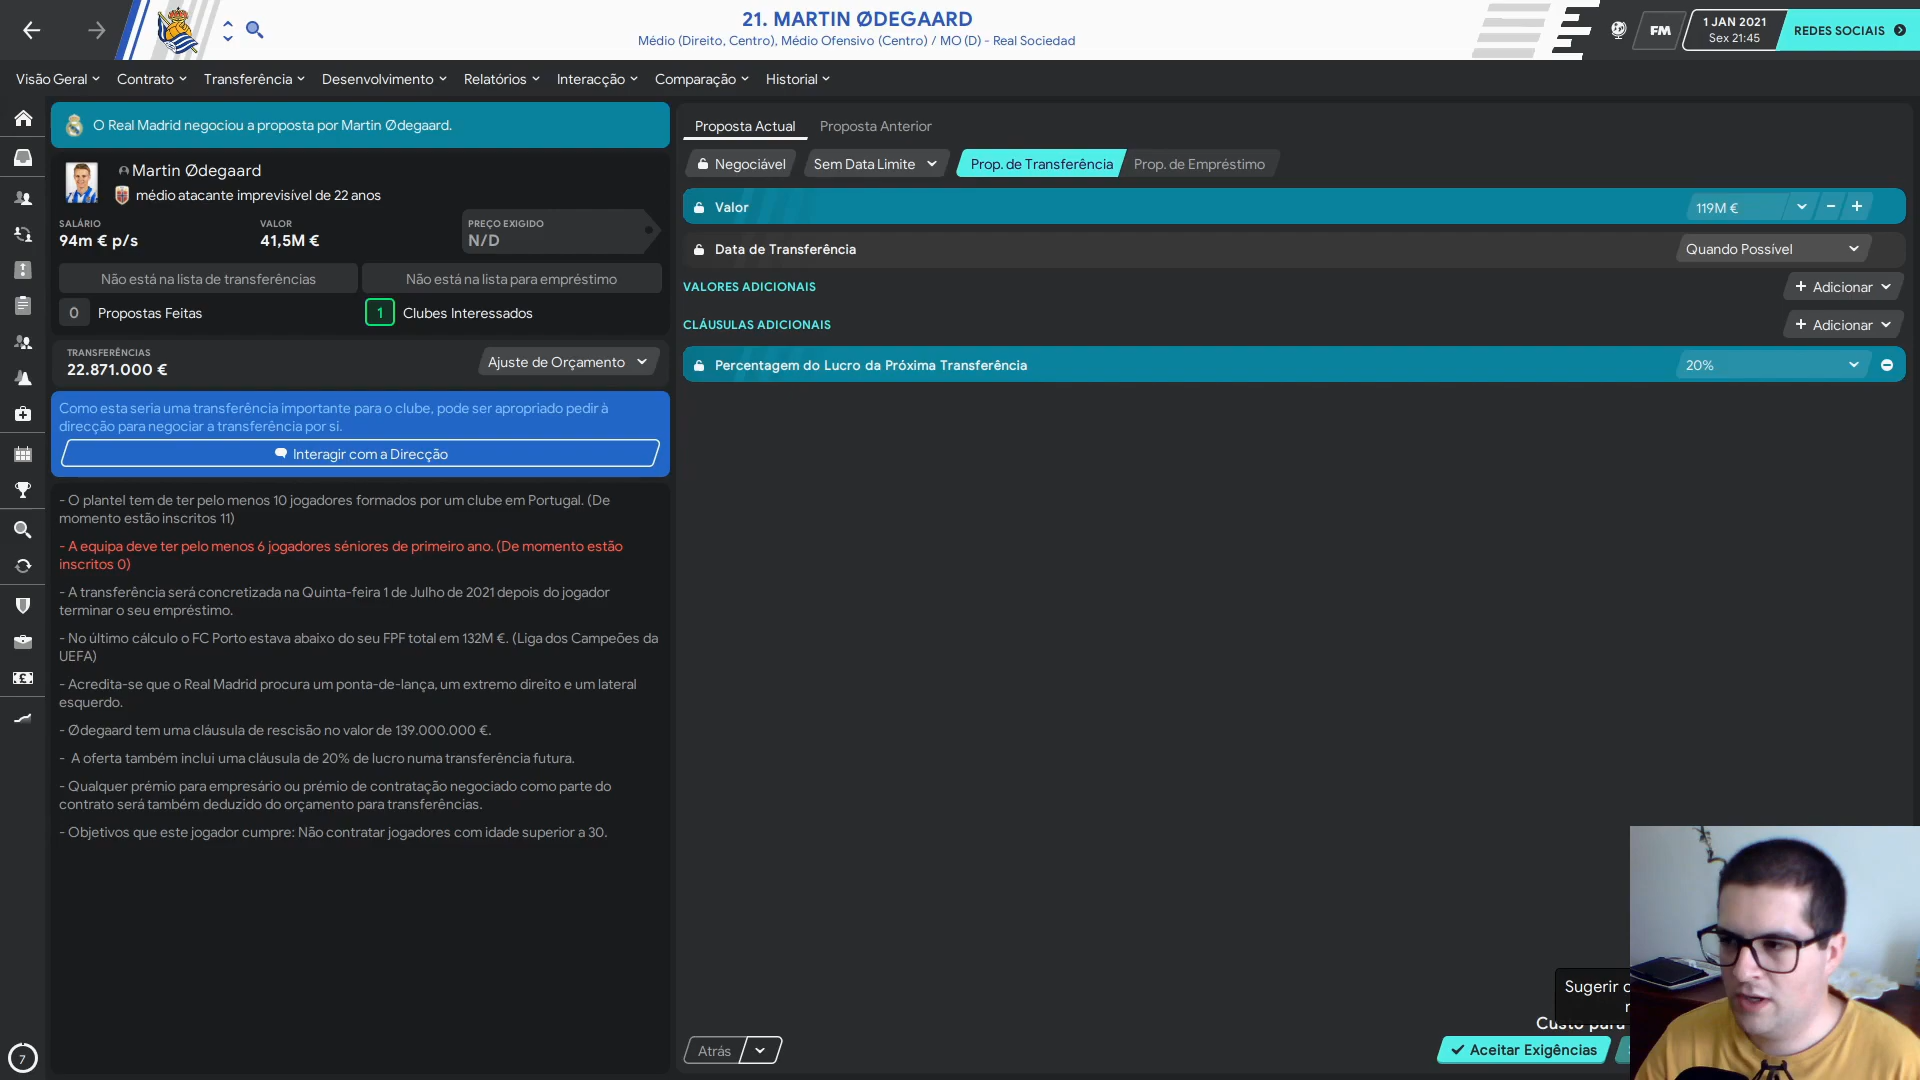 21. MARTIN ØDEGAARD
Médio (Direito, Centro), Médio Ofensivo (Centro) / MO (D) - Real Sociedad
FM
1 JAN 2021
Sex 21:45
REDES SOCIAIS
Visão Geral
Contrato
Transferência
Desenvolvimento
Relatórios
Interacção
Comparação
Historial
O Real Madrid negociou a proposta por Martin Ødegaard.
Martin Ødegaard
médio atacante imprevisível de 22 anos
SALÁRIO
94m € p/s
VALOR
41,5M €
PREÇO EXIGIDO
N/D
Não está na lista de transferências
Não está na lista para empréstimo
0 Propostas Feitas
1 Clubes Interessados
TRANSFERÊNCIAS
22.871.000 €
Ajuste de Orçamento
Como esta seria uma transferência importante para o clube, pode ser apropriado pedir à
direcção para negociar a transferência por si.
Interagir com a Direcção
- O plantel tem de ter pelo menos 10 jogadores formados por um clube em Portugal. (De
momento estão inscritos 11)
- A equipa deve ter pelo menos 6 jogadores séniores de primeiro ano. (De momento estão
inscritos 0)
- A transferência será concretizada na Quinta-feira 1 de Julho de 2021 depois do jogador
terminar o seu empréstimo.
- No último cálculo o FC Porto estava abaixo do seu FPF total em 132M €. (Liga dos Campeões da
UEFA)
- Acredita-se que o Real Madrid procura um ponta-de-lança, um extremo direito e um lateral
esquerdo.
- Ødegaard tem uma cláusula de rescisão no valor de 139.000.000 €.
- A oferta também inclui uma cláusula de 20% de lucro numa transferência futura.
- Qualquer prémio para empresário ou prémio de contratação negociado como parte do
contrato será também deduzido do orçamento para transferências.
- Objetivos que este jogador cumpre: Não contratar jogadores com idade superior a 30.
7
Proposta Actual
Proposta Anterior
Negociável
Sem Data Limite
Prop. de Transferência
Prop. de Empréstimo
Valor
119M €
Data de Transferência
Quando Possível
VALORES ADICIONAIS
+ Adicionar
CLÁUSULAS ADICIONAIS
+ Adicionar
Percentagem do Lucro da Próxima Transferência
20%
Sugerir
Custo para
Atrás
Aceitar Exigências